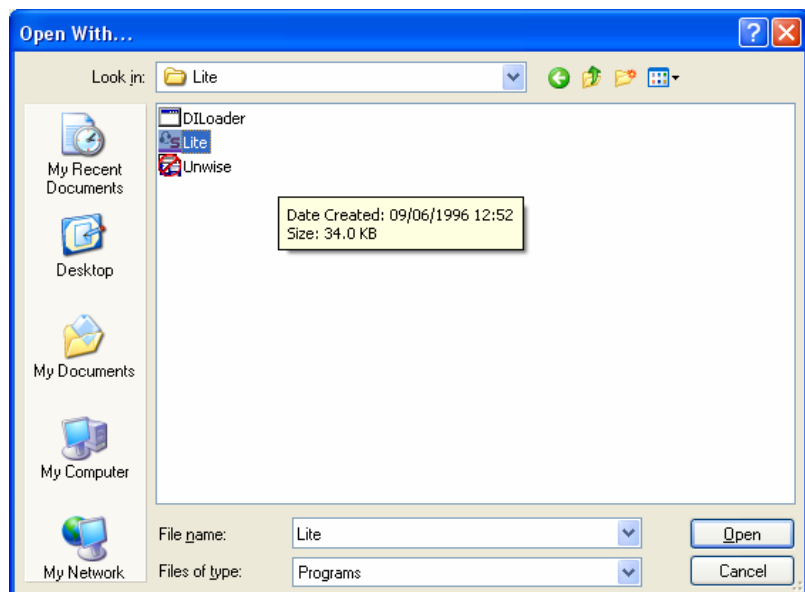 Open With...
Look in: Lite
DILoader
Lite
Unwise
Date Created: 09/06/1996 12:52
Size: 34.0 KB
My Recent
Documents
Desktop
My Documents
My Computer
My Network
File name: Lite Open
Files of type: Programs Cancel